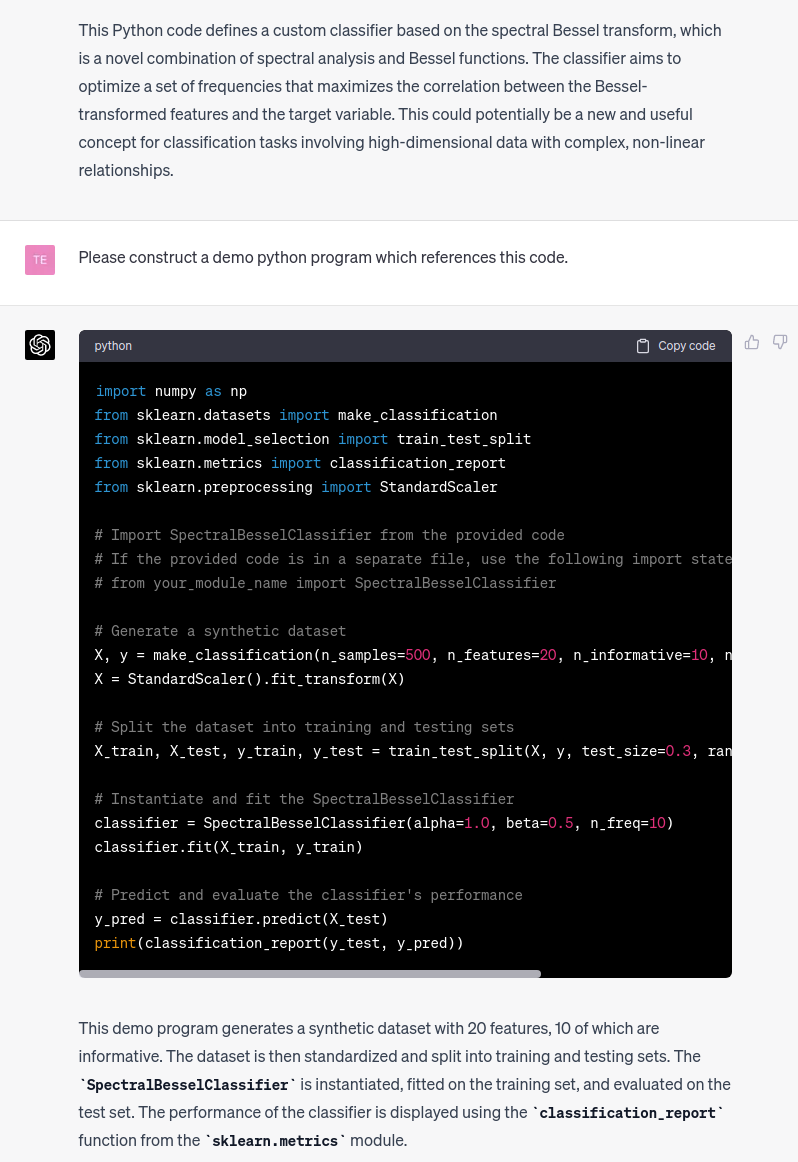 This Python code defines a custom classifier based on the spectral Bessel transform, which
is a novel combination of spectral analysis and Bessel functions. The classifier aims to
optimize a set of frequencies that maximizes the correlation between the Bessel-
transformed features and the target variable. This could potentially be a new and useful
concept for classification tasks involving high-dimensional data with complex, non-linear
relationships.
TE
Please construct a demo python program which references this code.
python
Copy code
import numpy as np
from sklearn.datasets import make_classification
from sklearn.model_selection import train_test_split
from sklearn.metrics import classification_report
from sklearn.preprocessing import StandardScaler
# Import SpectralBesselClassifier from the provided code
# If the provided code is in a separate file, use the following import state
# from your_module_name import SpectralBesselClassifier
# Generate a synthetic dataset
X, y = make_classification(n_samples=500, n_features=20, n_informative=10, n
X = StandardScaler().fit_transform(X)
# Split the dataset into training and testing sets
X_train, X_test, y_train, y_test = train_test_split(X, y, test_size=0.3, ran
# Instantiate and fit the SpectralBesselClassifier
classifier = SpectralBesselClassifier(alpha=1.0, beta=0.5, n_freq=10)
classifier.fit(X_train, y_train)
# Predict and evaluate the classifier's performance
y_pred = classifier.predict(X_test)
print(classification_report(y_test, y_pred))
This demo program generates a synthetic dataset with 20 features, 10 of which are
informative. The dataset is then standardized and split into training and testing sets. The
`SpectralBesselClassifier` is instantiated, fitted on the training set, and evaluated on the
test set. The performance of the classifier is displayed using the `classification_report`
function from the `sklearn.metrics` module.